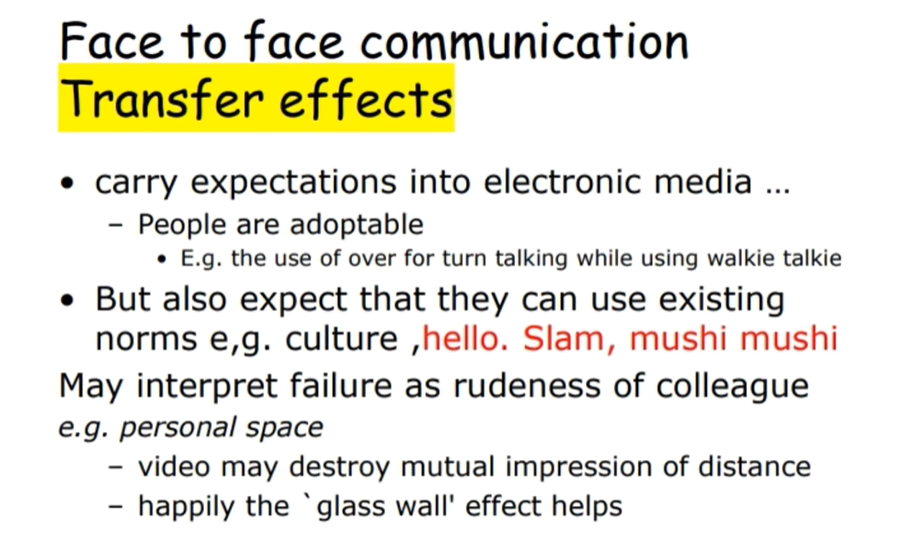 Face to face communication
Transfer effects
• carry expectations into electronic media ...
– People are adoptable
• E.g. the use of over for turn talking while using walkie talkie
• But also expect that they can use existing
norms e,g. culture ,hello. Slam, mushi mushi
May interpret failure as rudeness of colleague
e.g. personal space
– video may destroy mutual impression of distance
– happily the `glass wall' effect helps